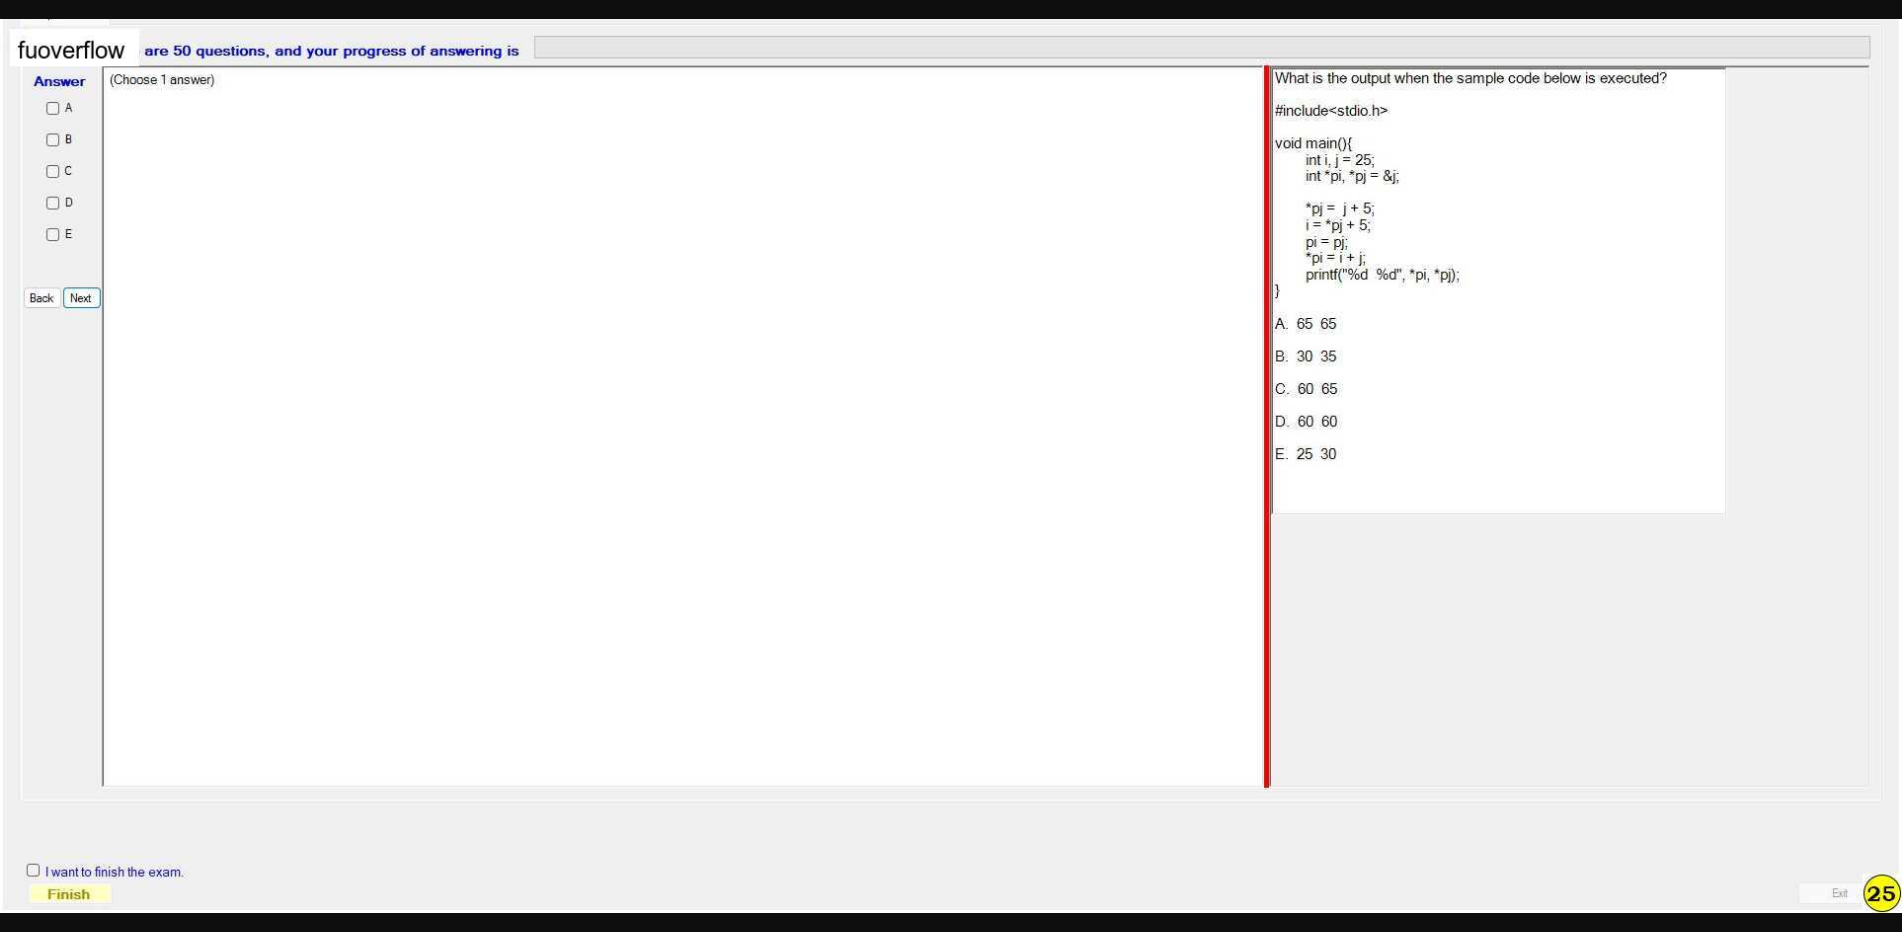 fuoverflow are 50 questions, and your progress of answering is
Answer
(Choose 1 answer)
A
B
C
D
E
Back Next
What is the output when the sample code below is executed?
#include<stdio.h>
void main(){
int i, j = 25;
int *pi, *pj = &j;
*pj = j + 5;
i = *pj + 5;
pi = pj;
*pi = i + j;
printf("%d %d", *pi, *pj);
}
A. 65 65
B. 30 35
C. 60 65
D. 60 60
E. 25 30
I want to finish the exam.
Finish
Exit
25